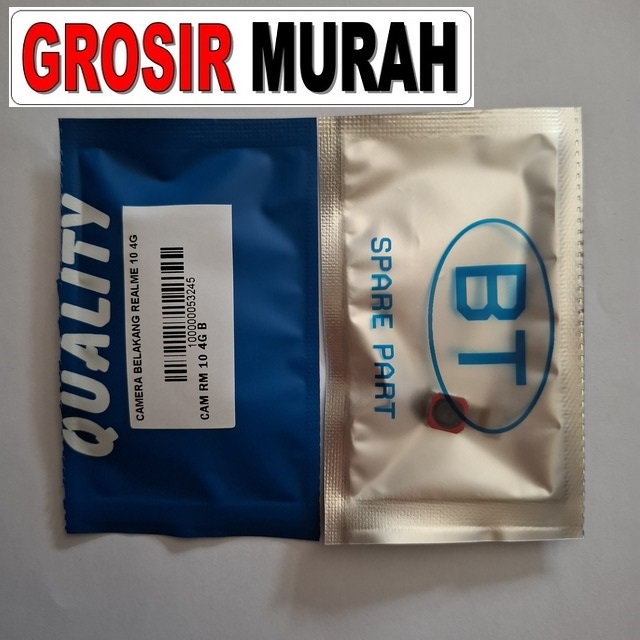 GROSIR MURAH
QUALITY
CAMERA BELAKANG REALME 10 4G
100000053245
CAM RM 10 4G B
BT
SPARE PART